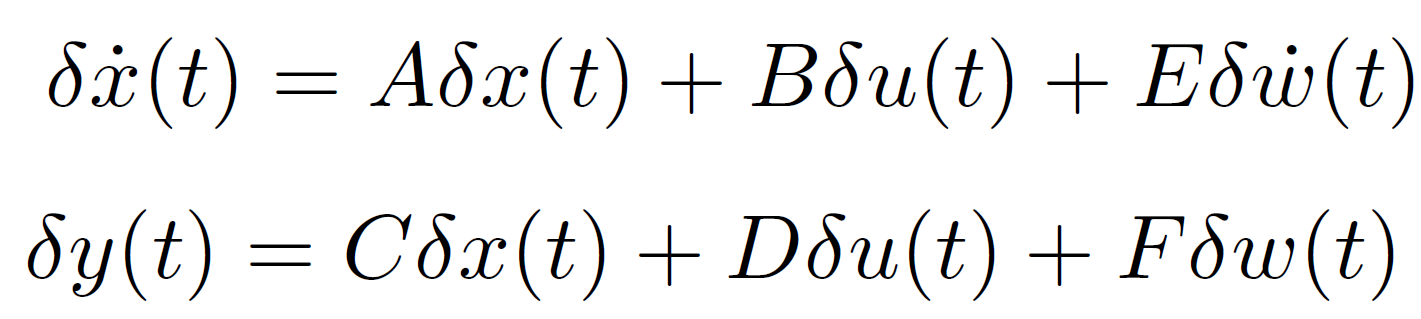 δẋ(t) = Aδx(t) + Bδu(t) + Eδẇ(t)
δy(t) = Cδx(t) + Dδu(t) + Fδw(t)